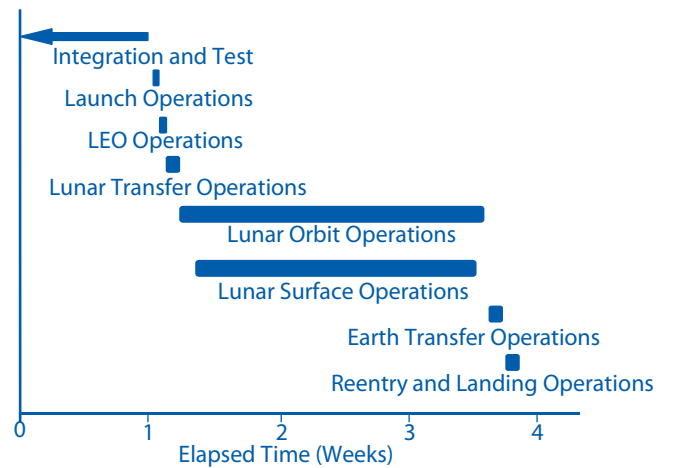 Integration and Test
Launch Operations
LEO Operations
Lunar Transfer Operations
Lunar Orbit Operations
Lunar Surface Operations
Earth Transfer Operations
Reentry and Landing Operations
0 1 2 3 4
Elapsed Time (Weeks)